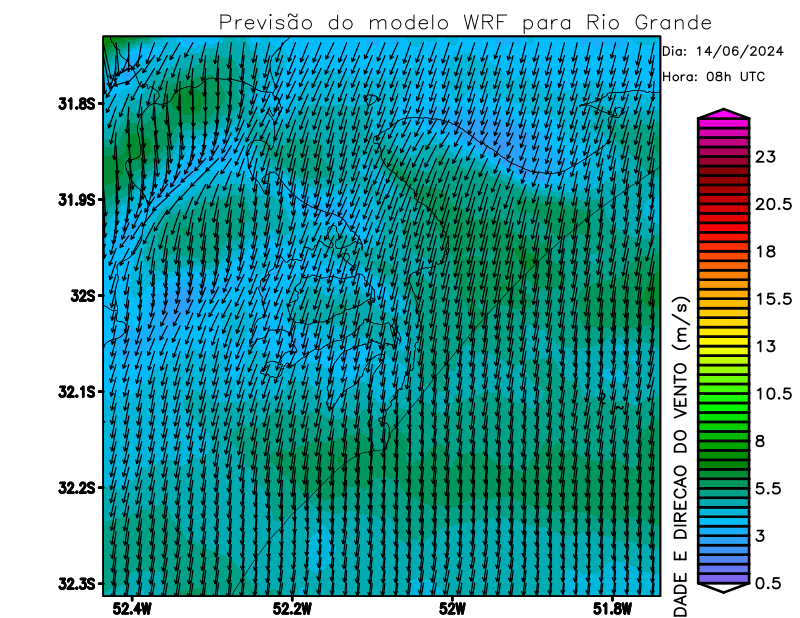 Previsão do modelo WRF para Rio Grande
Dia: 14/06/2024
Hora: 08h UTC
31.8S
31.9S
32S
32.1S
32.2S
32.3S
52.4W
52.2W
52W
51.8W
DADE E DIRECAO DO VENTO (m/s)
23
20.5
18
15.5
13
10.5
8
5.5
3
0.5